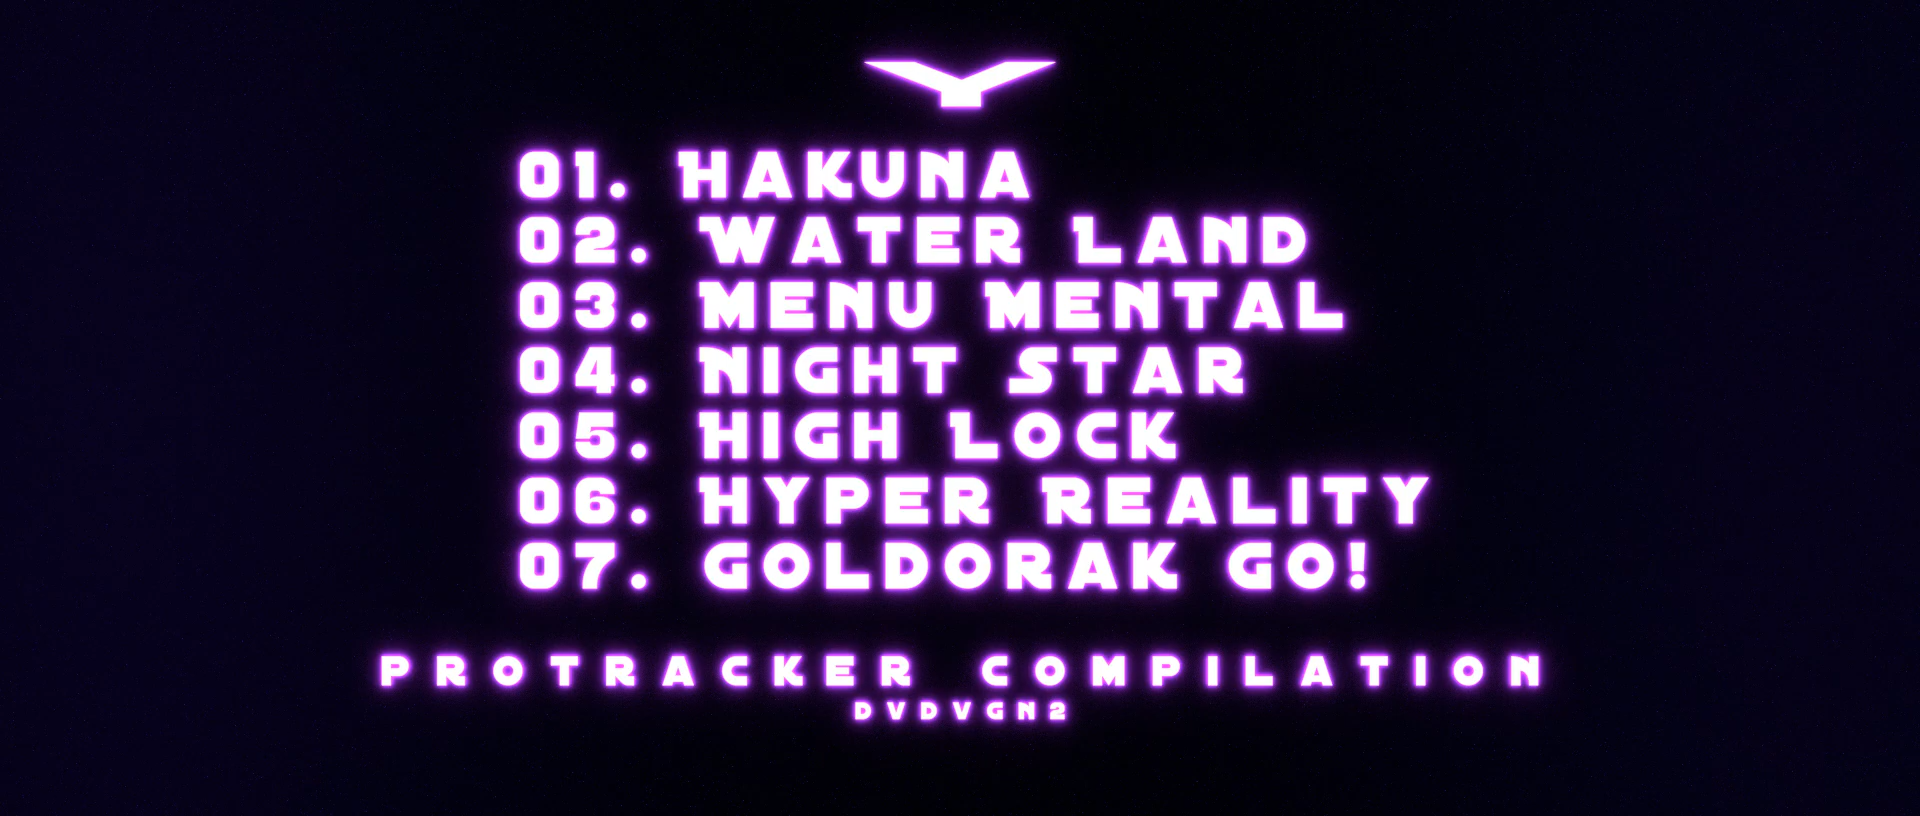 01. HAKUNA
02. WATER LAND
03. MENU MENTAL
04. NIGHT STAR
05. HIGH LOCK
06. HYPER REALITY
07. GOLDORAK GO!
PROTRACKER COMPILATION
DVDVGN2